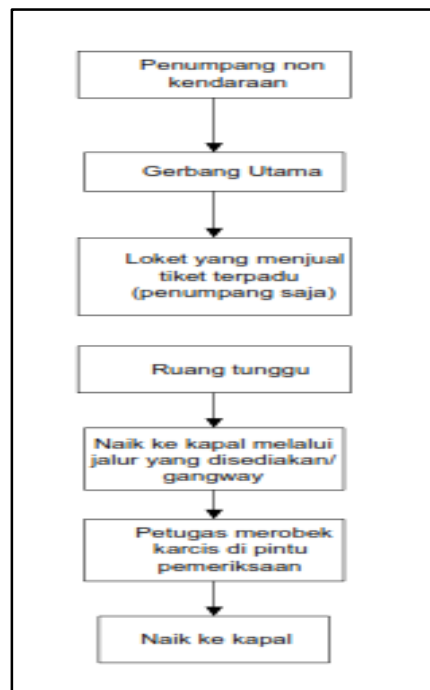 Penumpang non
kendaraan
Gerbang Utama
Loket yang menjual
tiket terpadu
(penumpang saja)
Ruang tunggu
Naik ke kapal melalui
jalur yang disediakan/
gangway
Petugas merobek
karcis di pintu
pemeriksaan
Naik ke kapal